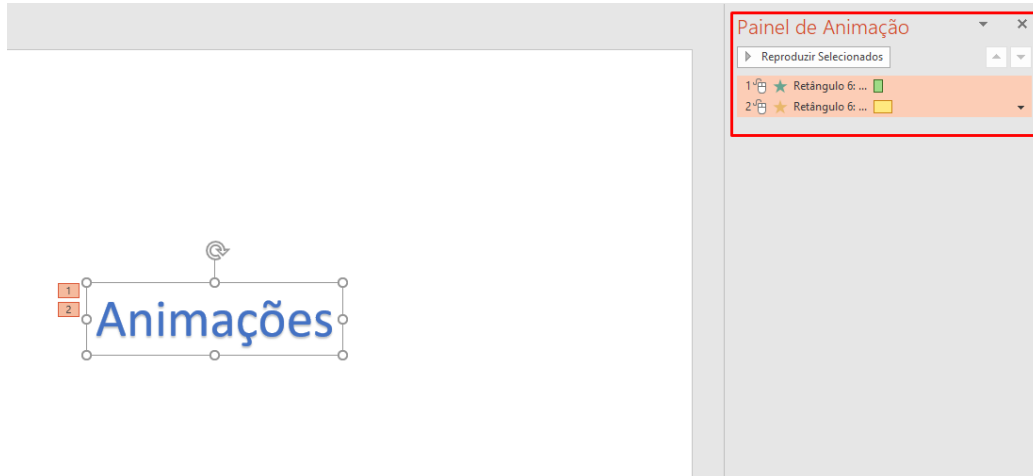 Painel de Animação
Reproduzir Selecionados
1 Retângulo 6: ...
2 Retângulo 6: ...
1
2
Animações